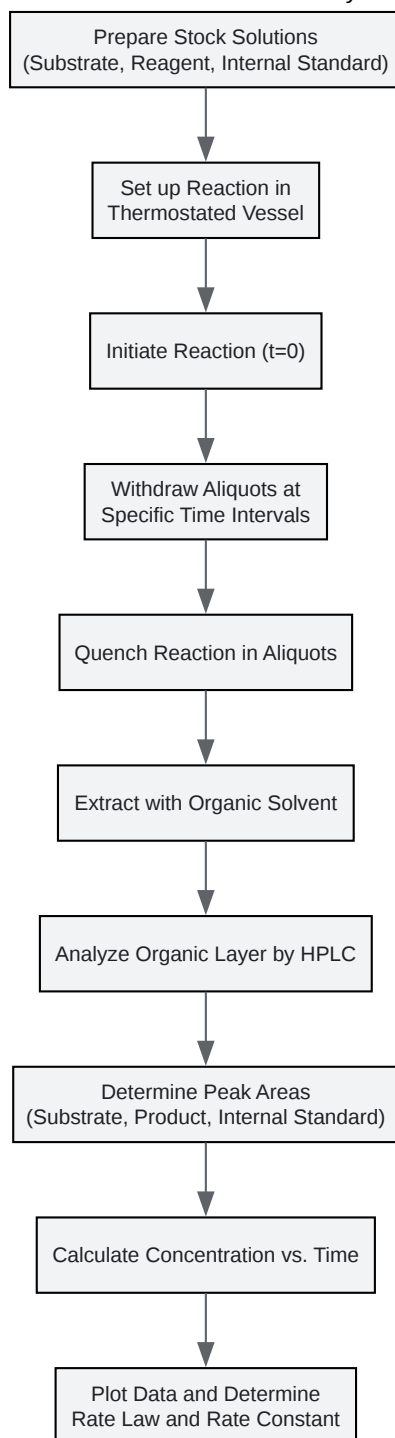 Prepare Stock Solutions
(Substrate, Reagent, Internal Standard)
Set up Reaction in
Thermostated Vessel
Initiate Reaction (t=0)
Withdraw Aliquots at
Specific Time Intervals
Quench Reaction in Aliquots
Extract with Organic Solvent
Analyze Organic Layer by HPLC
Determine Peak Areas
(Substrate, Product, Internal Standard)
Calculate Concentration vs. Time
Plot Data and Determine
Rate Law and Rate Constant